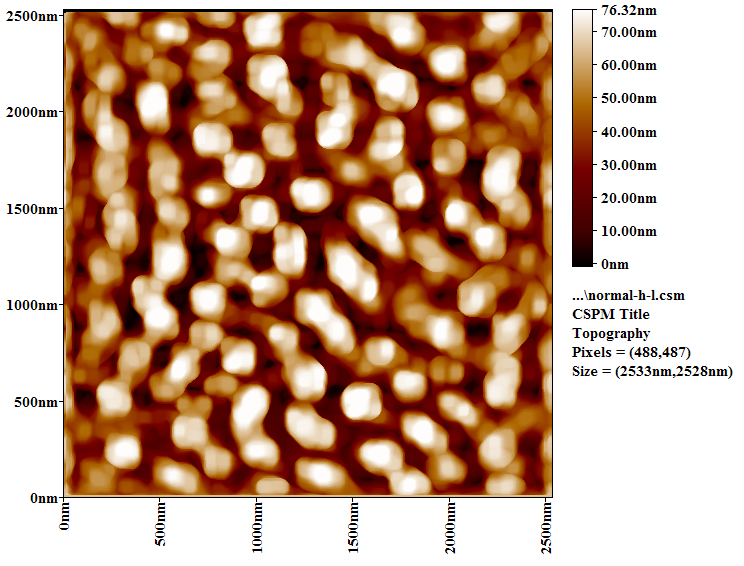 2500nm
2000nm
1500nm
1000nm
500nm
0nm
0nm
500nm
1000nm
1500nm
2000nm
2500nm
76.32nm
70.00nm
60.00nm
50.00nm
40.00nm
30.00nm
20.00nm
10.00nm
0nm
...\normal-h-l.csm
CSPM Title
Topography
Pixels = (488,487)
Size = (2533nm,2528nm)